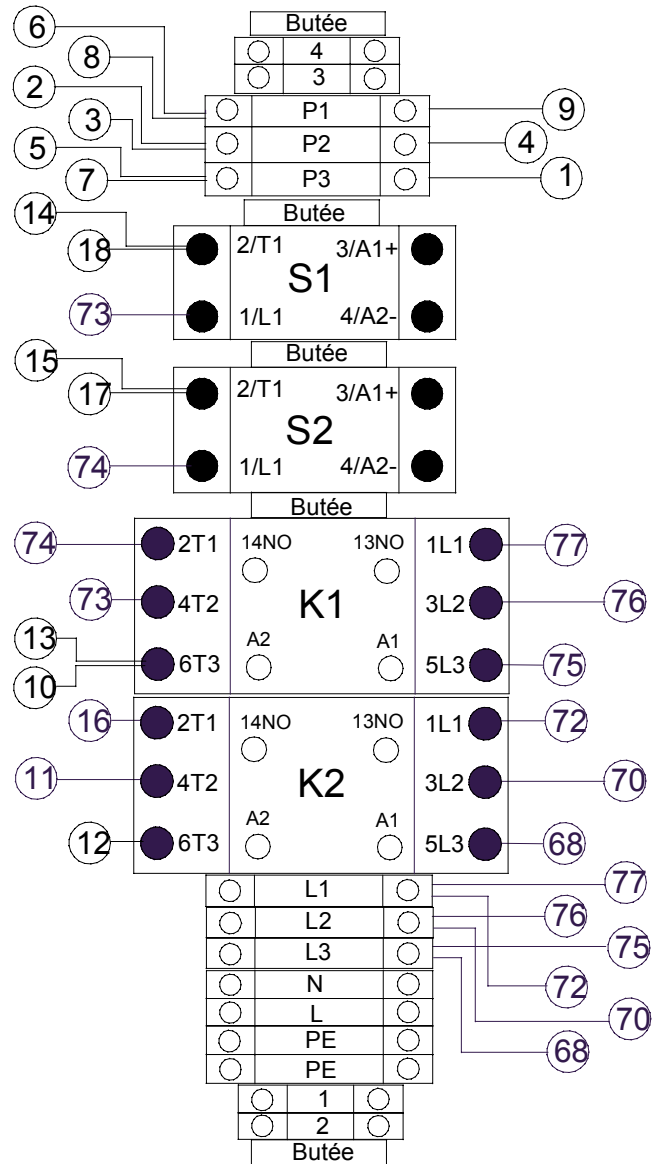 Butée
6
4
8
3
2
P1
9
3
P2
4
5
P3
1
7
Butée
14
2/T1 3/A1+
18
S1
73
1/L1 4/A2-
Butée
15
2/T1 3/A1+
17
S2
74
1/L1 4/A2-
Butée
74 2T1 14NO 13NO 1L1 77
73 4T2 K1 3L2 76
13
A2 A1
6T3 5L3 75
10
16 2T1 14NO 13NO 1L1 72
11 4T2 K2 3L2 70
A2 A1
12 6T3 5L3 68
L1 77
L2 76
L3 75
N 72
L 70
PE 68
PE
1
2
Butée